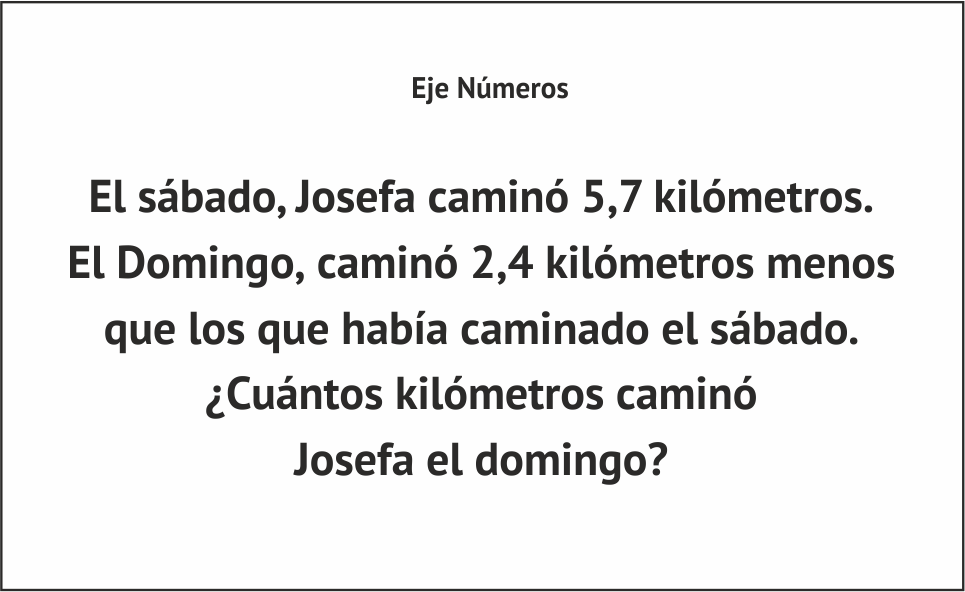 Eje Números
El sábado, Josefa caminó 5,7 kilómetros.
El Domingo, caminó 2,4 kilómetros menos
que los que había caminado el sábado.
¿Cuántos kilómetros caminó
Josefa el domingo?